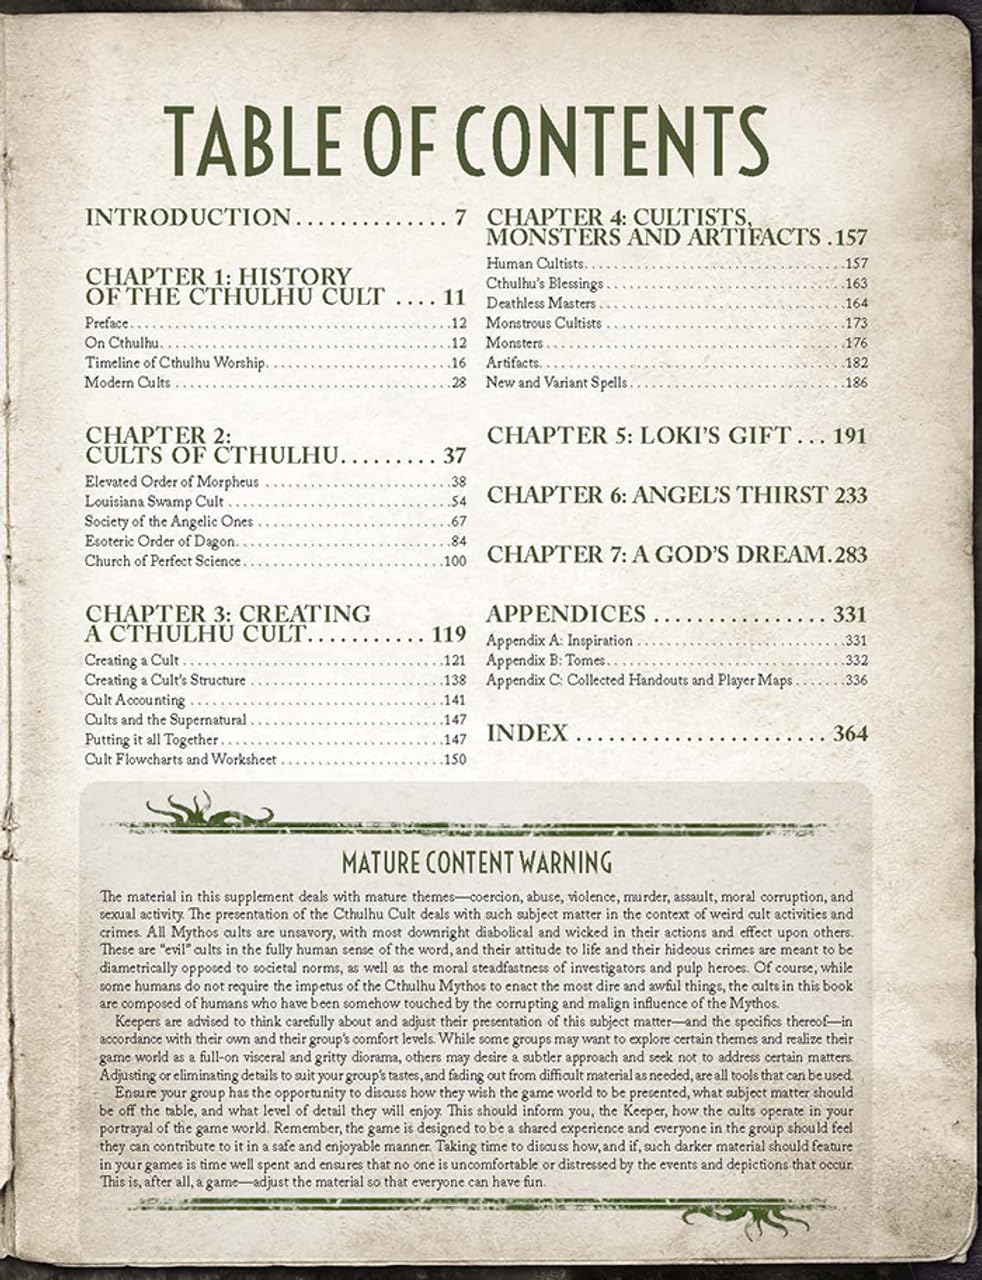 TABLE OF CONTENTS
INTRODUCTION . . . . . . . . . . . . . . 7
CHAPTER 1: HISTORY
OF THE CTHULHU CULT . . . . 11
Preface . . . . . . . . . . 12
On Cthulhu . . . . . . . . . . 12
Timeline of Cthulhu Worship . . . . . . . . . . 16
Modern Cults . . . . . . . . . . 28
CHAPTER 2:
CULTS OF CTHULHU . . . . . . . . . 37
Elevated Order of Morpheus . . . . . . . . . . 38
Louisiana Swamp Cult . . . . . . . . . . 54
Society of the Angelic Ones . . . . . . . . . . 67
Esoteric Order of Dagon . . . . . . . . . . 84
Church of Perfect Science . . . . . . . . . . 100
CHAPTER 3: CREATING
A CTHULHU CULT . . . . . . . . . . . 119
Creating a Cult . . . . . . . . . . 121
Creating a Cult's Structure . . . . . . . . . . 138
Cult Accounting . . . . . . . . . . 141
Cults and the Supernatural . . . . . . . . . . 147
Putting it all Together . . . . . . . . . . 147
Cult Flowcharts and Worksheet . . . . . . . . . . 150
CHAPTER 4: CULTISTS,
MONSTERS AND ARTIFACTS . 157
Human Cultists . . . . . . . . . . 157
Cthulhu's Blessings . . . . . . . . . . 163
Deathless Masters . . . . . . . . . . 164
Monstrous Cultists . . . . . . . . . . 173
Monsters . . . . . . . . . . 176
Artifacts . . . . . . . . . . 182
New and Variant Spells . . . . . . . . . . 186
CHAPTER 5: LOKI'S GIFT . . . 191
CHAPTER 6: ANGEL'S THIRST 233
CHAPTER 7: A GOD'S DREAM . 283
APPENDICES . . . . . . . . . . . . . . . . 331
Appendix A: Inspiration . . . . . . . . . . 331
Appendix B: Tomes . . . . . . . . . . 332
Appendix C: Collected Handouts and Player Maps . . . . . . . 336
INDEX . . . . . . . . . . . . . . . . . . . . . . . 364
MATURE CONTENT WARNING
The material in this supplement deals with mature themes—coercion, abuse, violence, murder, assault, moral corruption, and
sexual activity. The presentation of the Cthulhu Cult deals with such subject matter in the context of weird cult activities and
crimes. All Mythos cults are unsavory, with most downright diabolical and wicked in their actions and effect upon others.
These are "evil" cults in the fully human sense of the word, and their attitude to life and their hideous crimes are meant to be
diametrically opposed to societal norms, as well as the moral steadfastness of investigators and pulp heroes. Of course, while
some humans do not require the impetus of the Cthulhu Mythos to enact the most dire and awful things, the cults in this book
are composed of humans who have been somehow touched by the corrupting and malign influence of the Mythos.
Keepers are advised to think carefully about and adjust their presentation of this subject matter—and the specifics thereof—in
accordance with their own and their group's comfort levels. While some groups may want to explore certain themes and realize their
game world as a full-on visceral and gritty diorama, others may desire a subtler approach and seek not to address certain matters.
Adjusting or eliminating details to suit your group's tastes, and fading out from difficult material as needed, are all tools that can be used.
Ensure your group has the opportunity to discuss how they wish the game world to be presented, what subject matter should
be off the table, and what level of detail they will enjoy. This should inform you, the Keeper, how the cults operate in your
portrayal of the game world. Remember, the game is designed to be a shared experience and everyone in the group should feel
they can contribute to it in a safe and enjoyable manner. Taking time to discuss how, and if, such darker material should feature
in your games is time well spent and ensures that no one is uncomfortable or distressed by the events and depictions that occur.
This is, after all, a game—adjust the material so that everyone can have fun.